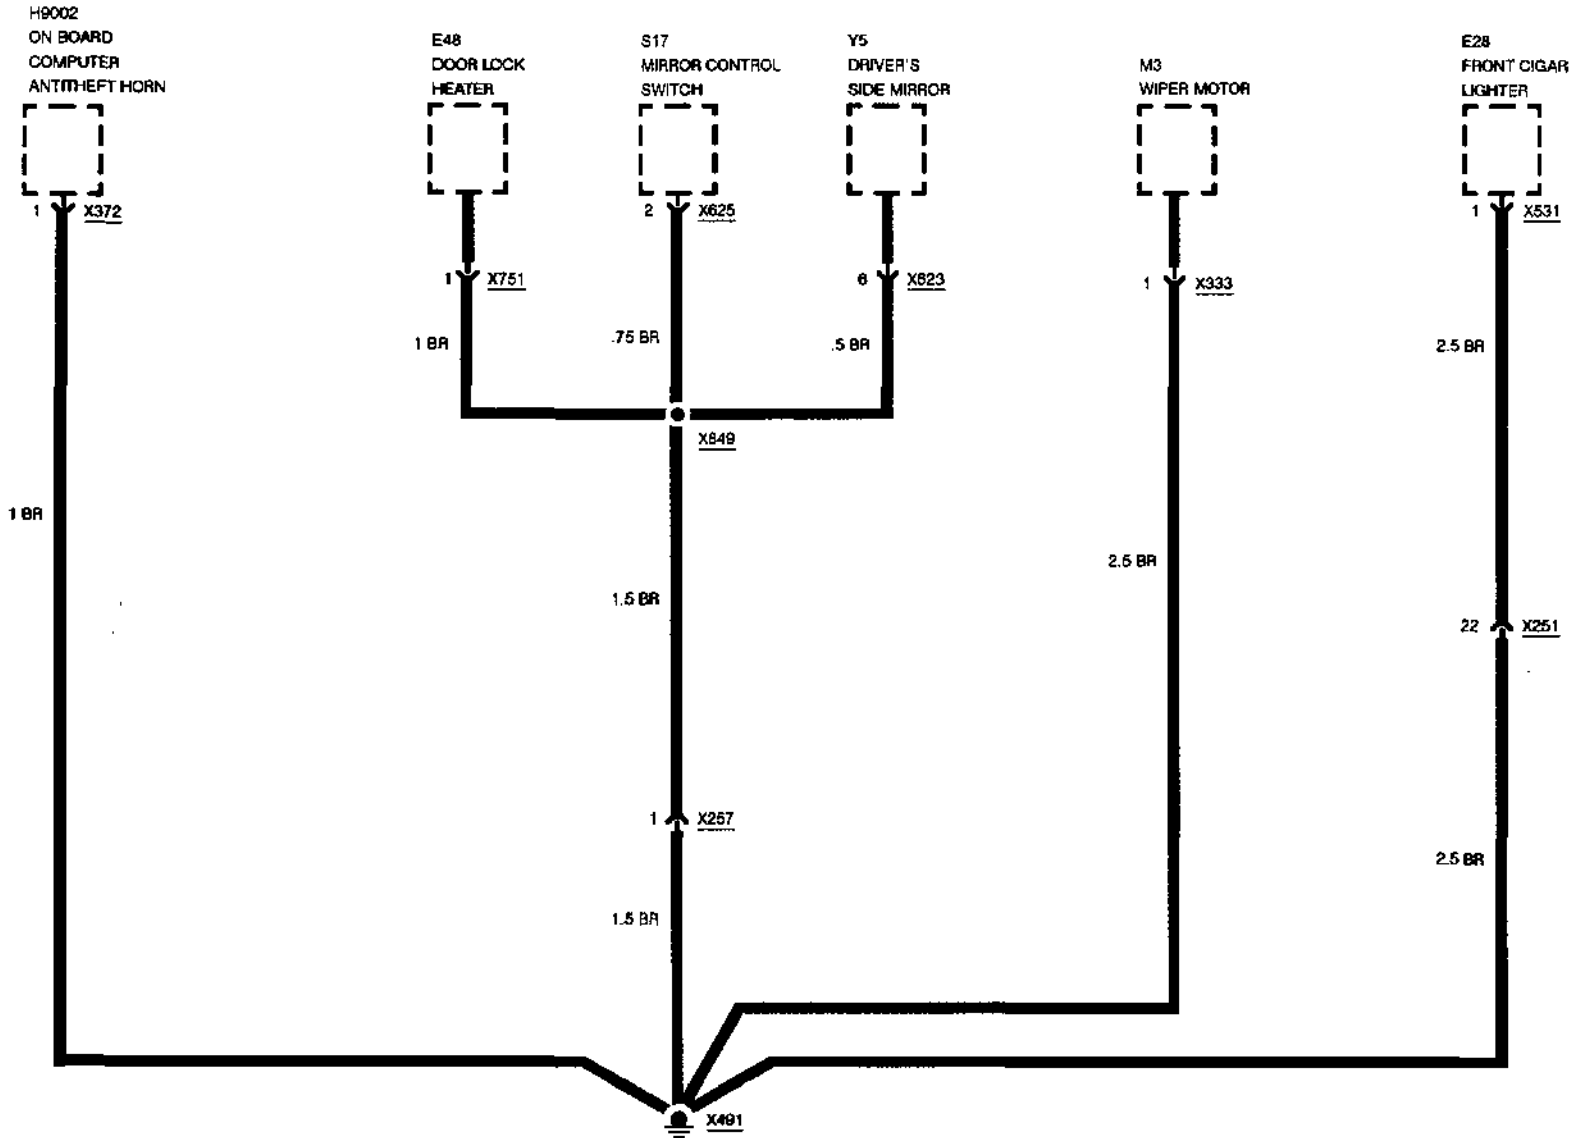 H9002
ON BOARD
COMPUTER
ANTITHEFT HORN
E48
DOOR LOCK
HEATER
S17
MIRROR CONTROL
SWITCH
Y5
DRIVER'S
SIDE MIRROR
M3
WIPER MOTOR
E28
FRONT CIGAR
LIGHTER
1 X372
2 X625
1 X531
1 X751
6 X623
1 X333
1 BR
.75 BR
.5 BR
2.5 BR
X649
1 BR
2.5 BR
1.5 BR
22 X251
1 X257
2.5 BR
1.5 BR
X491